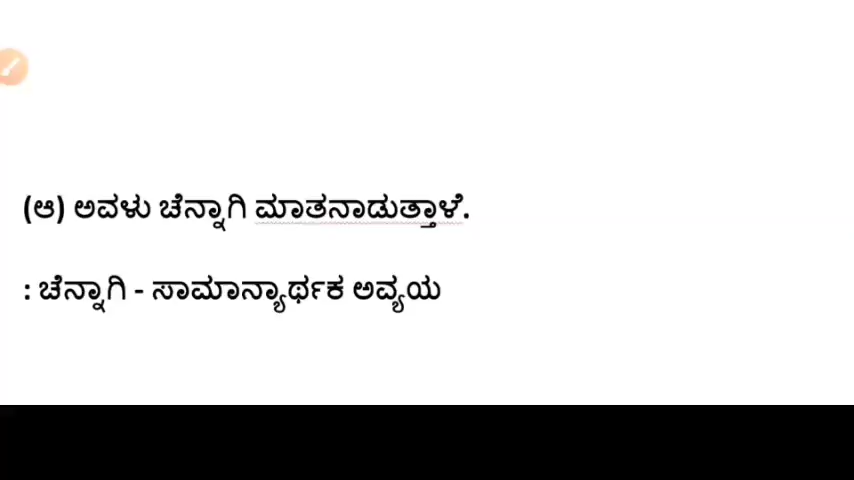 (ಆ) ಅವಳು ಚೆನ್ನಾಗಿ ಮಾತನಾಡುತ್ತಾಳೆ.
: ಚೆನ್ನಾಗಿ - ಸಾಮಾನ್ಯಾರ್ಥಕ ಅವ್ಯಯ